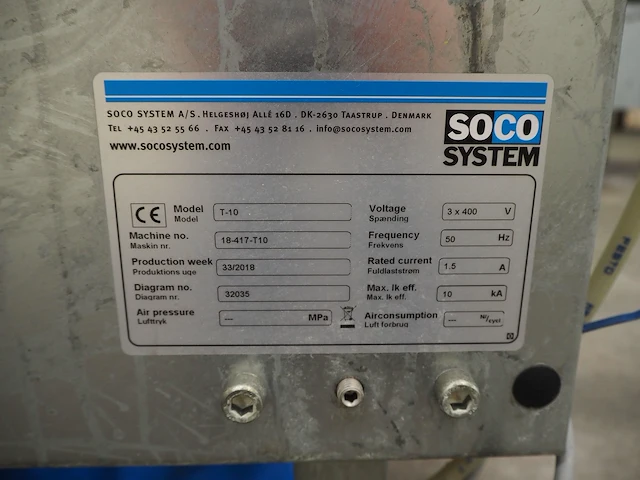 SOCO SYSTEM A/S . HELGESHØJ ALLÉ 16D . DK-2630 TAASTRUP . DENMARK
TEL +45 43 52 55 66 . FAX +45 43 52 81 16 . info@socosystem.com
www.socosystem.com
SOCO
SYSTEM
CE
Model T-10
Model
Machine no. 18-417-T10
Maskin nr.
Production week 33/2018
Produktions uge
Diagram no. 32035
Diagram nr.
Air pressure --- MPa
Lufttryk
Voltage 3 x 400 V
Spænding
Frequency 50 Hz
Frekvens
Rated current 1.5 A
Fuldlaststrøm
Max. Ik eff. 10 kA
Max. Ik eff.
Airconsumption --- Nl/cycl
Luft forbrug
FESTO